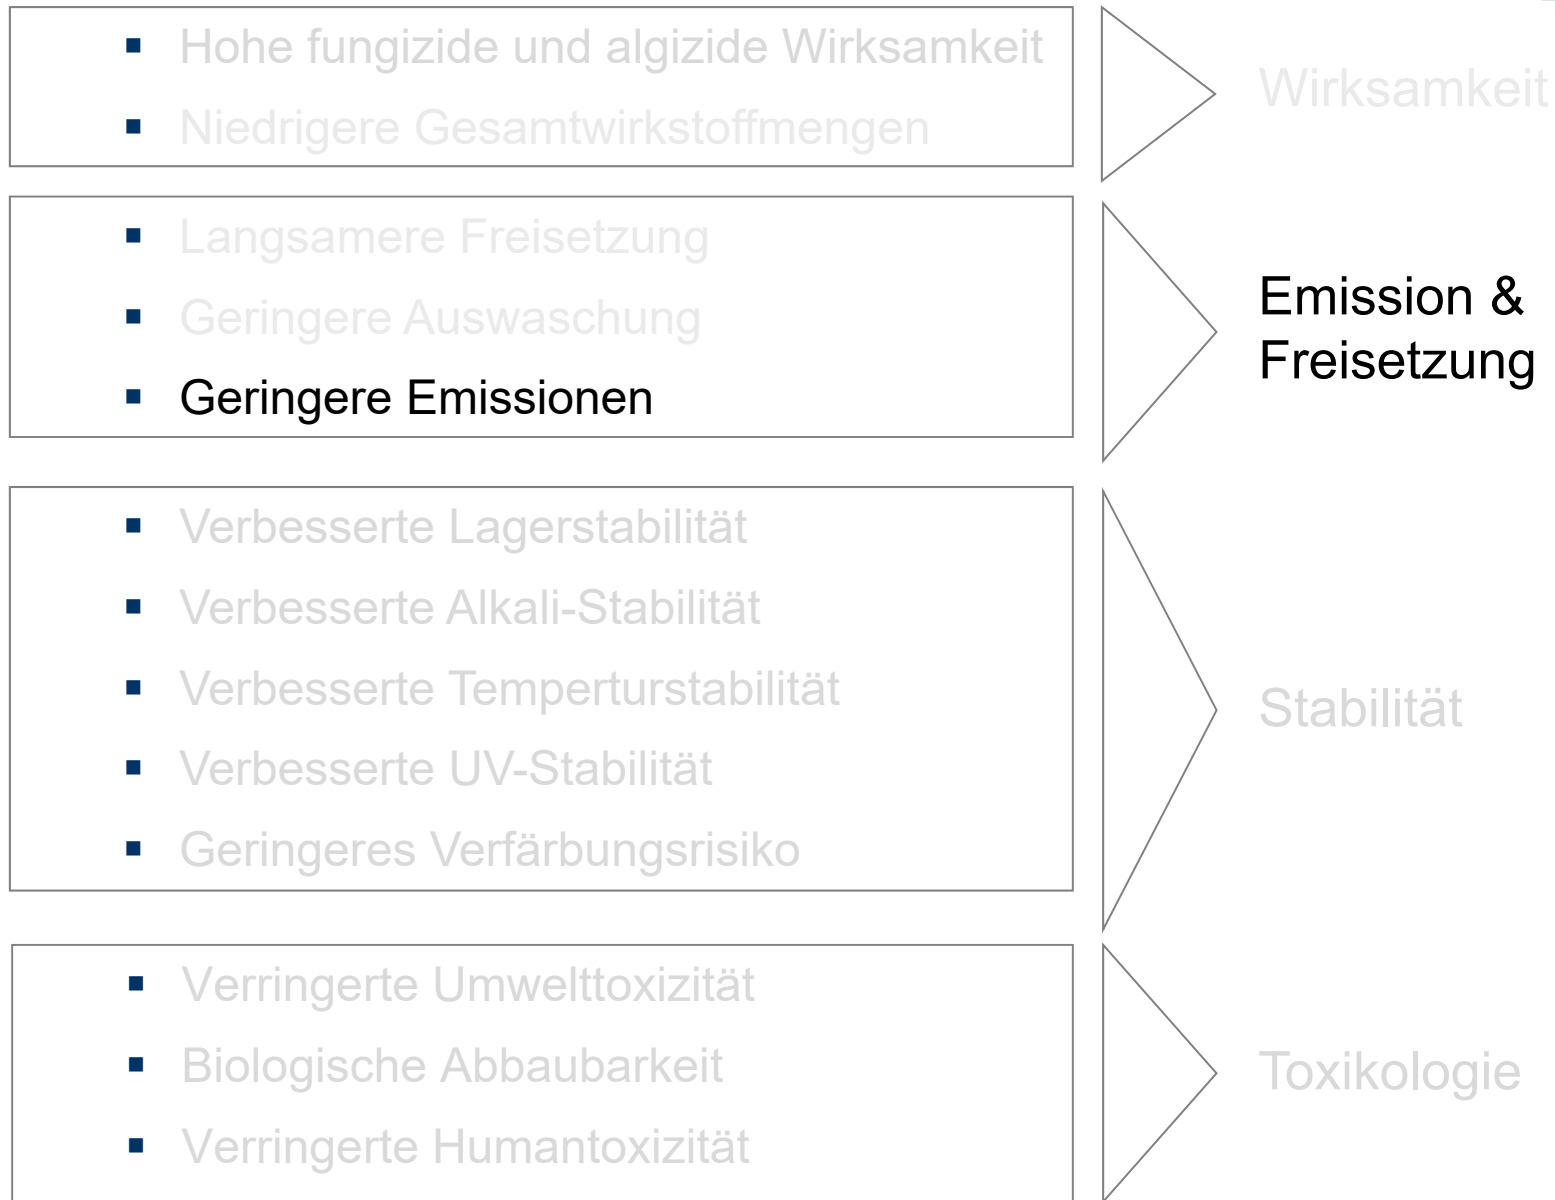 Hohe fungizide und algizide Wirksamkeit
Niedrigere Gesamtwirkstoffmengen
Wirksamkeit
Langsamere Freisetzung
Geringere Auswaschung
Geringere Emissionen
Emission &
Freisetzung
Verbesserte Lagerstabilität
Verbesserte Alkali-Stabilität
Verbesserte Temperturstabilität
Verbesserte UV-Stabilität
Geringeres Verfärbungsrisiko
Stabilität
Verringerte Umwelttoxizität
Biologische Abbaubarkeit
Verringerte Humantoxizität
Toxikologie